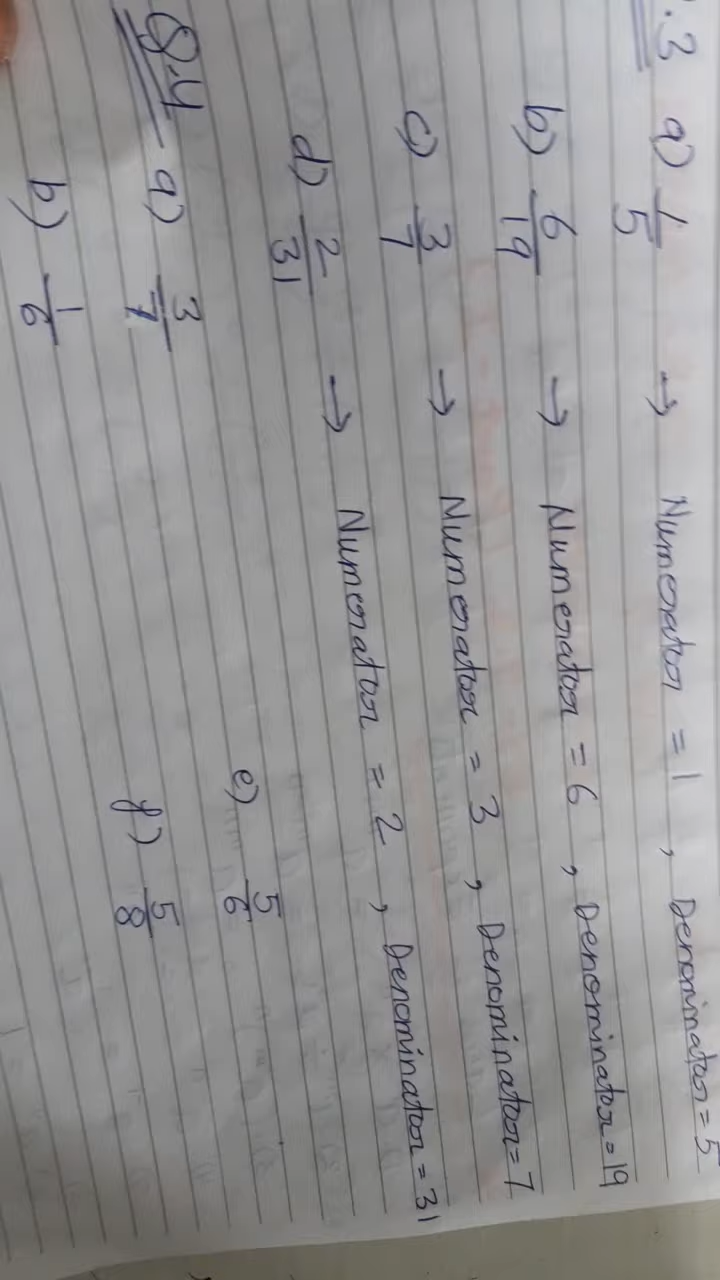 .3 a) 1/5 → Numerator = 1 , Denominator = 5
b) 6/19 → Numerator = 6 , Denominator = 19
c) 3/7 → Numerator = 3 , Denominator = 7
d) 2/31 → Numerator = 2 , Denominator = 31
Q.4 a) 3/7 e) 5/6
b) 1/6 f) 5/8